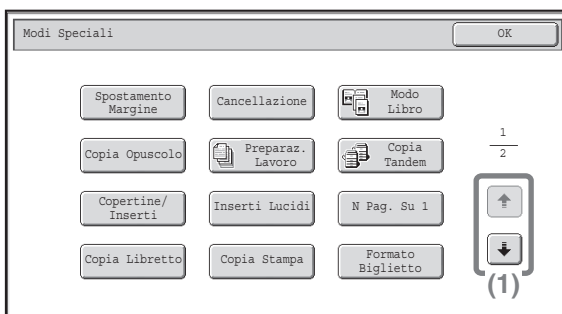 Modi Speciali
OK
Spostamento
Margine
Cancellazione
Modo
Libro
Copia Opuscolo
Preparaz.
Lavoro
Copia
Tandem
1
2
Copertine/
Inserti
Inserti Lucidi
N Pag. Su 1
Copia Libretto
Copia Stampa
Formato
Biglietto
(1)